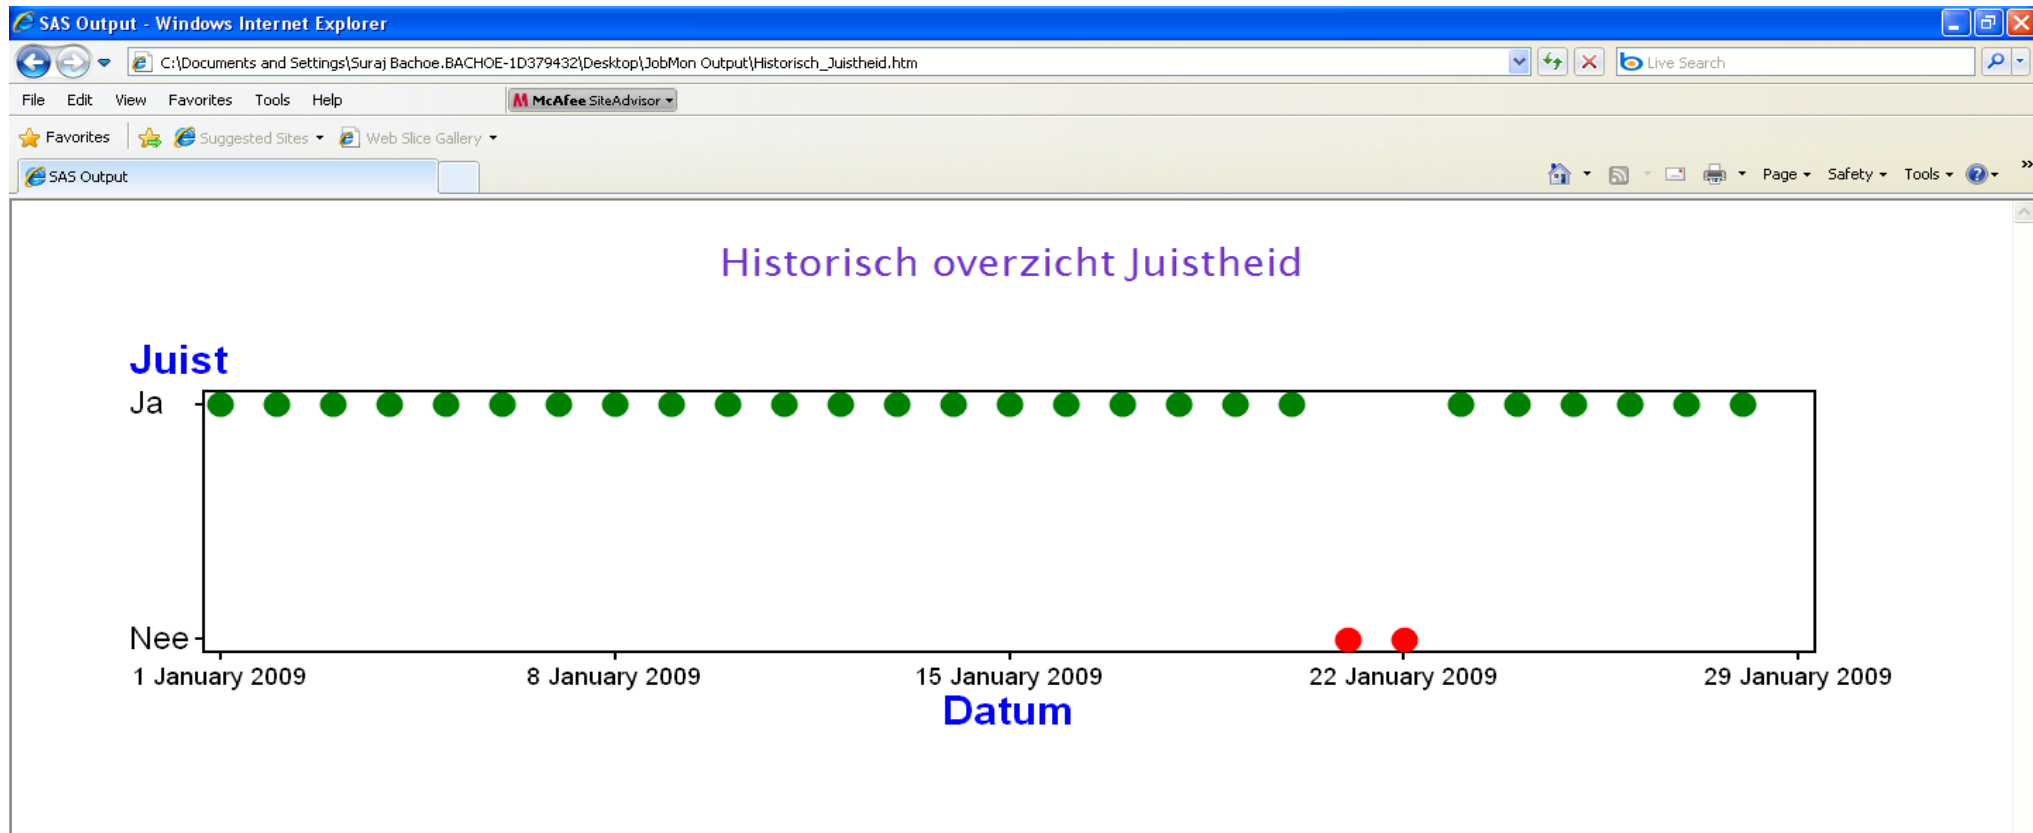 SAS Output - Windows Internet Explorer
C:\Documents and Settings\Suraj Bachoe.BACHOE-1D379432\Desktop\JobMon Output\Historisch_Juistheid.htm
Live Search
File Edit View Favorites Tools Help McAfee SiteAdvisor
Favorites Suggested Sites Web Slice Gallery
SAS Output Page Safety Tools »
Historisch overzicht Juistheid
Juist
Ja
Nee
1 January 2009 8 January 2009 15 January 2009 22 January 2009 29 January 2009
Datum